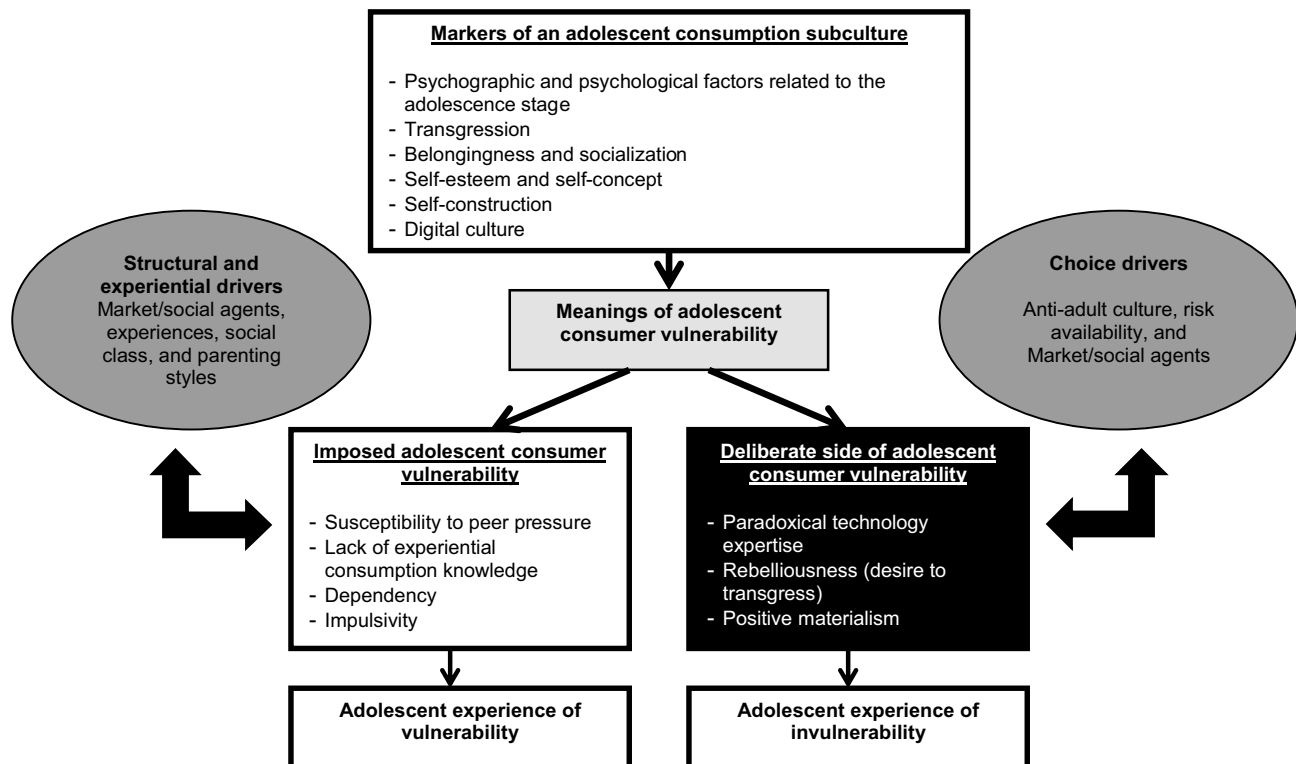 Markers of an adolescent consumption subculture
- Psychographic and psychological factors related to the
adolescence stage
- Transgression
- Belongingness and socialization
- Self-esteem and self-concept
- Self-construction
- Digital culture
Structural and
experiential drivers
Market/social agents,
experiences, social
class, and parenting
styles
Choice drivers
Anti-adult culture, risk
availability, and
Market/social agents
Meanings of adolescent
consumer vulnerability
Imposed adolescent consumer
vulnerability
- Susceptibility to peer pressure
- Lack of experiential
consumption knowledge
- Dependency
- Impulsivity
Deliberate side of adolescent
consumer vulnerability
- Paradoxical technology
expertise
- Rebelliousness (desire to
transgress)
- Positive materialism
Adolescent experience of
vulnerability
Adolescent experience of
invulnerability